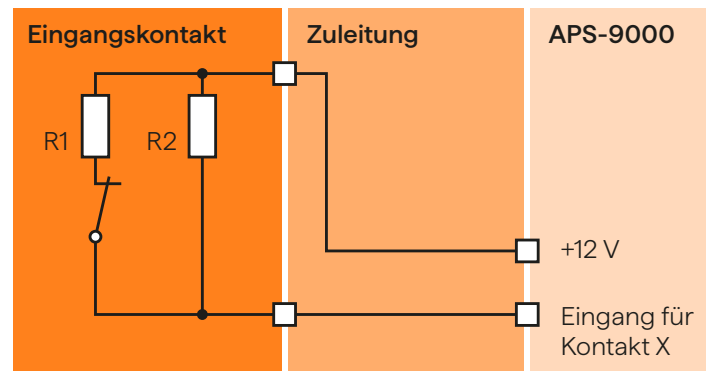 Eingangskontakt
Zuleitung
APS-9000
R1
R2
+12 V
Eingang für
Kontakt X